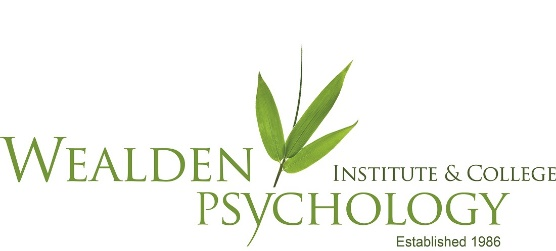 WEALDEN INSTITUTE & COLLEGE
PSYCHOLOGY
Established 1986